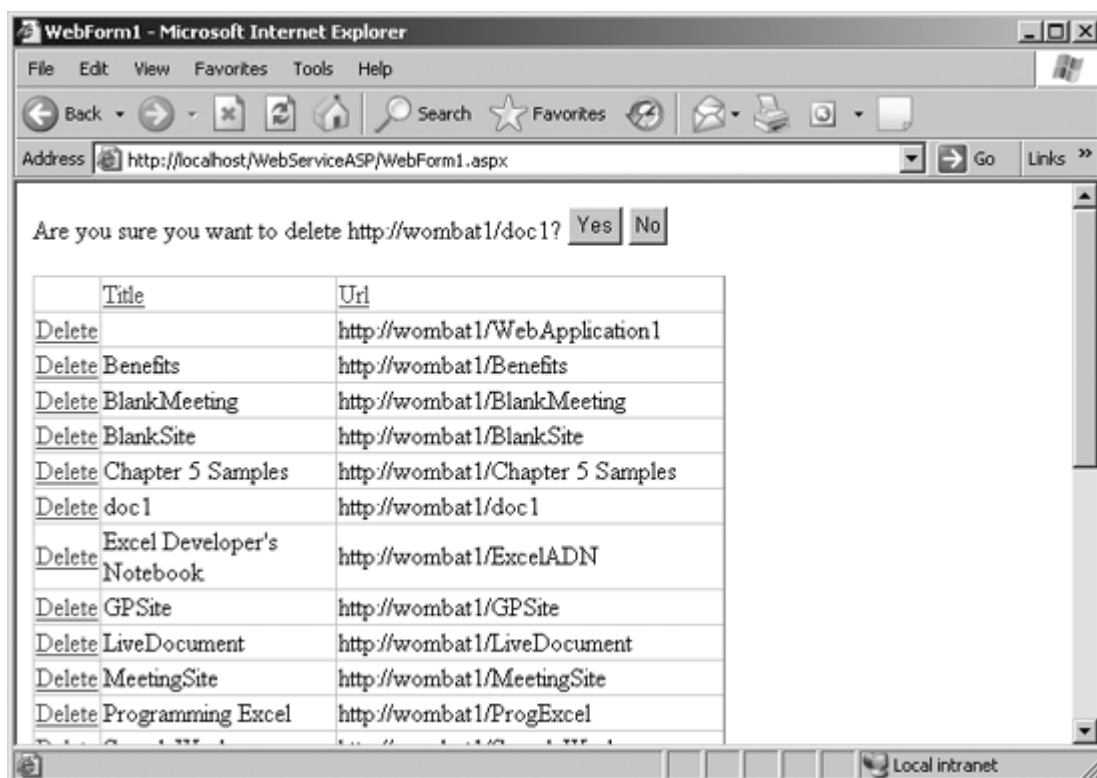 WebForm1 - Microsoft Internet Explorer
File Edit View Favorites Tools Help
Back Search Favorites
Address http://localhost/WebServiceASP/WebForm1.aspx Go Links »
Are you sure you want to delete http://wombat1/doc1? Yes No
Title Url
Delete http://wombat1/WebApplication1
Delete Benefits http://wombat1/Benefits
Delete BlankMeeting http://wombat1/BlankMeeting
Delete BlankSite http://wombat1/BlankSite
Delete Chapter 5 Samples http://wombat1/Chapter 5 Samples
Delete doc1 http://wombat1/doc1
Delete Excel Developer's
Notebook http://wombat1/ExcelADN
Delete GPSite http://wombat1/GPSite
Delete LiveDocument http://wombat1/LiveDocument
Delete MeetingSite http://wombat1/MeetingSite
Delete Programming Excel http://wombat1/ProgExcel
Local intranet